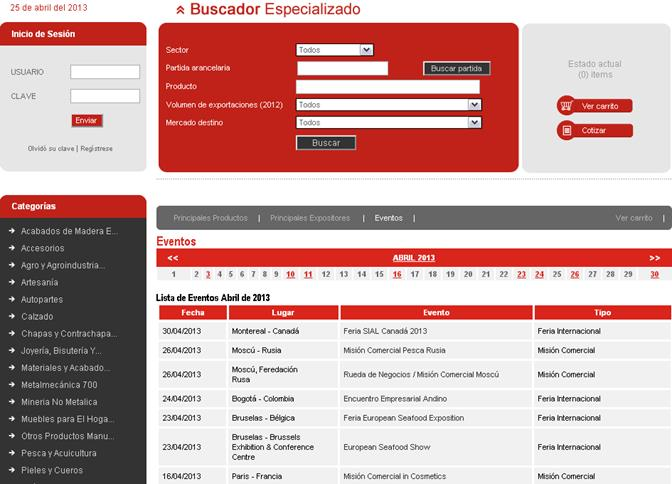 25 de abril del 2013
Buscador Especializado
Inicio de Sesión
USUARIO
CLAVE
Enviar
Olvidó su clave | Regístrese
Sector
Todos
Partida arancelaria
Buscar partida
Producto
Volumen de exportaciones (2012)
Todos
Mercado destino
Todos
Buscar
Estado actual
(0) items
Ver carrito
Cotizar
Categorías
Acabados de Madera E...
Accesorios
Agro y Agroindustria...
Artesanía
Autopartes
Calzado
Chapas y Contrachapa...
Joyería, Bisutería Y...
Materiales y Acabado...
Metalmecánica 700
Mineria No Metalica
Muebles para El Hoga...
Otros Productos Manu...
Pesca y Acuicultura
Pieles y Cueros
Principales Productos | Principales Expositores | Eventos | Ver carrito |
Eventos
<< ABRIL 2013 >>
1 2 3 4 5 6 7 8 9 10 11 12 13 14 15 16 17 18 19 20 21 22 23 24 25 26 27 28 29 30
Lista de Eventos Abril de 2013
Fecha Lugar Evento Tipo
30/04/2013 Montereal - Canadá Feria SIAL Canadá 2013 Feria Internacional
26/04/2013 Moscú - Rusia Misión Comercial Pesca Rusia Misión Comercial
26/04/2013 Moscú, Feredación Rusa Rueda de Negocios / Misión Comercial Moscú Misión Comercial
24/04/2013 Bogotá - Colombia Encuentro Empresarial Andino Feria Internacional
23/04/2013 Bruselas - Bélgica Feria European Seafood Exposition Feria Internacional
23/04/2013 Bruselas - Brussels Exhibition & Conference Centre European Seafood Show Feria Internacional
16/04/2013 Paris - Francia Misión Comercial in Cosmetics Misión Comercial